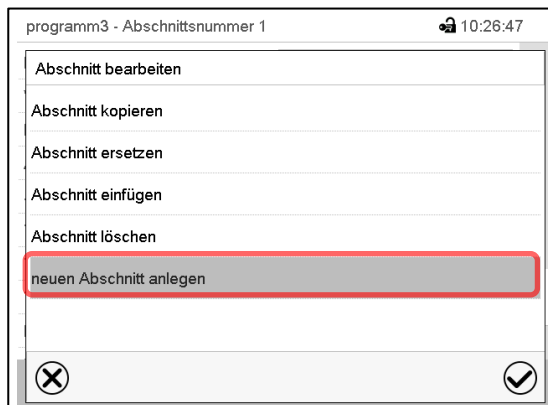 programm3 - Abschnittsnummer 1 10:26:47
Abschnitt bearbeiten
Abschnitt kopieren
Abschnitt ersetzen
Abschnitt einfügen
Abschnitt löschen
neuen Abschnitt anlegen